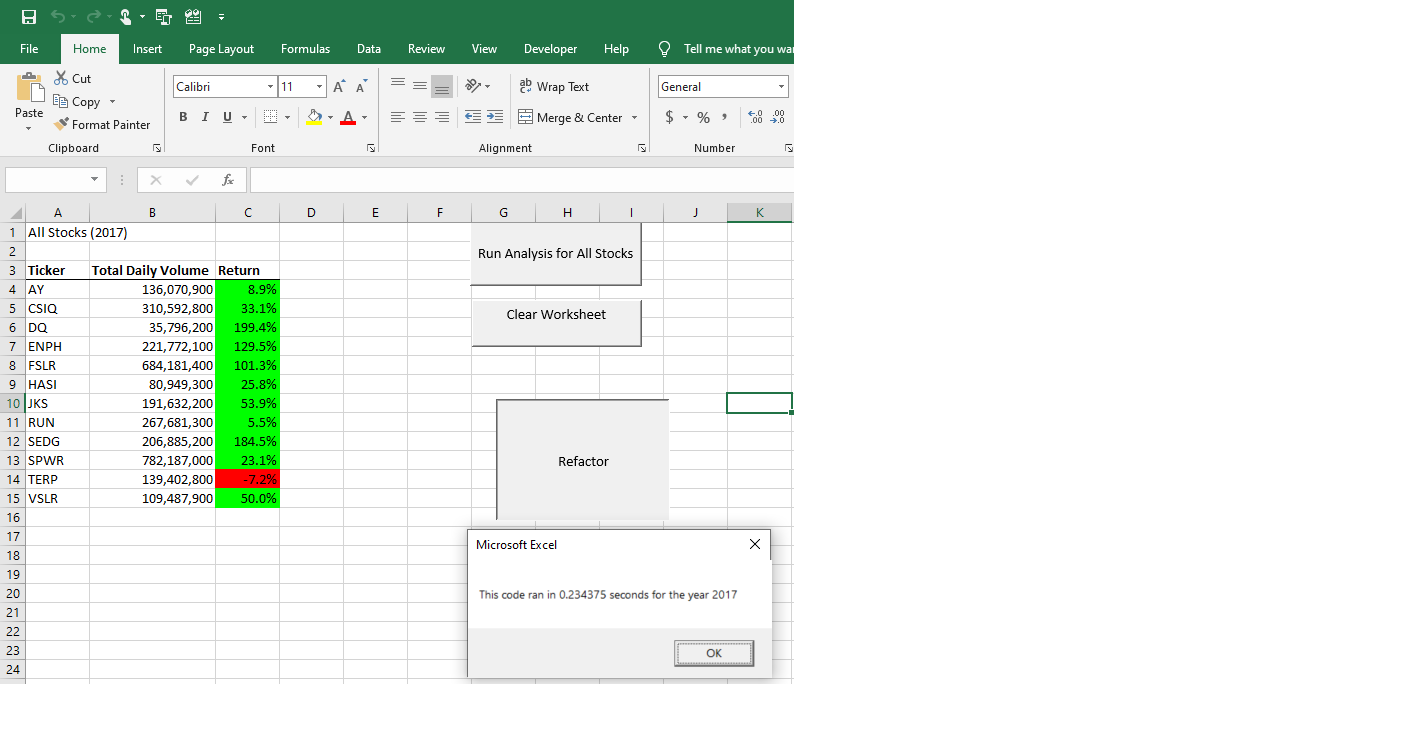 File Home Insert Page Layout Formulas Data Review View Developer Help Tell me what you
Cut
Copy
Format Painter
Paste
Clipboard
Calibri 11
B I U A
Font
Wrap Text
Merge & Center
Alignment
General
$ % ,
Number
fx
A B C D E F G H I J K
1 All Stocks (2017)
2
3 Ticker Total Daily Volume Return
4 AY 136,070,900 8.9%
5 CSIQ 310,592,800 33.1%
6 DQ 35,796,200 199.4%
7 ENPH 221,772,100 129.5%
8 FSLR 684,181,400 101.3%
9 HASI 80,949,300 25.8%
10 JKS 191,632,200 53.9%
11 RUN 267,681,300 5.5%
12 SEDG 206,885,200 184.5%
13 SPWR 782,187,000 23.1%
14 TERP 139,402,800 -7.2%
15 VSLR 109,487,900 50.0%
16
17
18
19
20
21
22
23
24
Run Analysis for All Stocks
Clear Worksheet
Refactor
Microsoft Excel
This code ran in 0.234375 seconds for the year 2017
OK